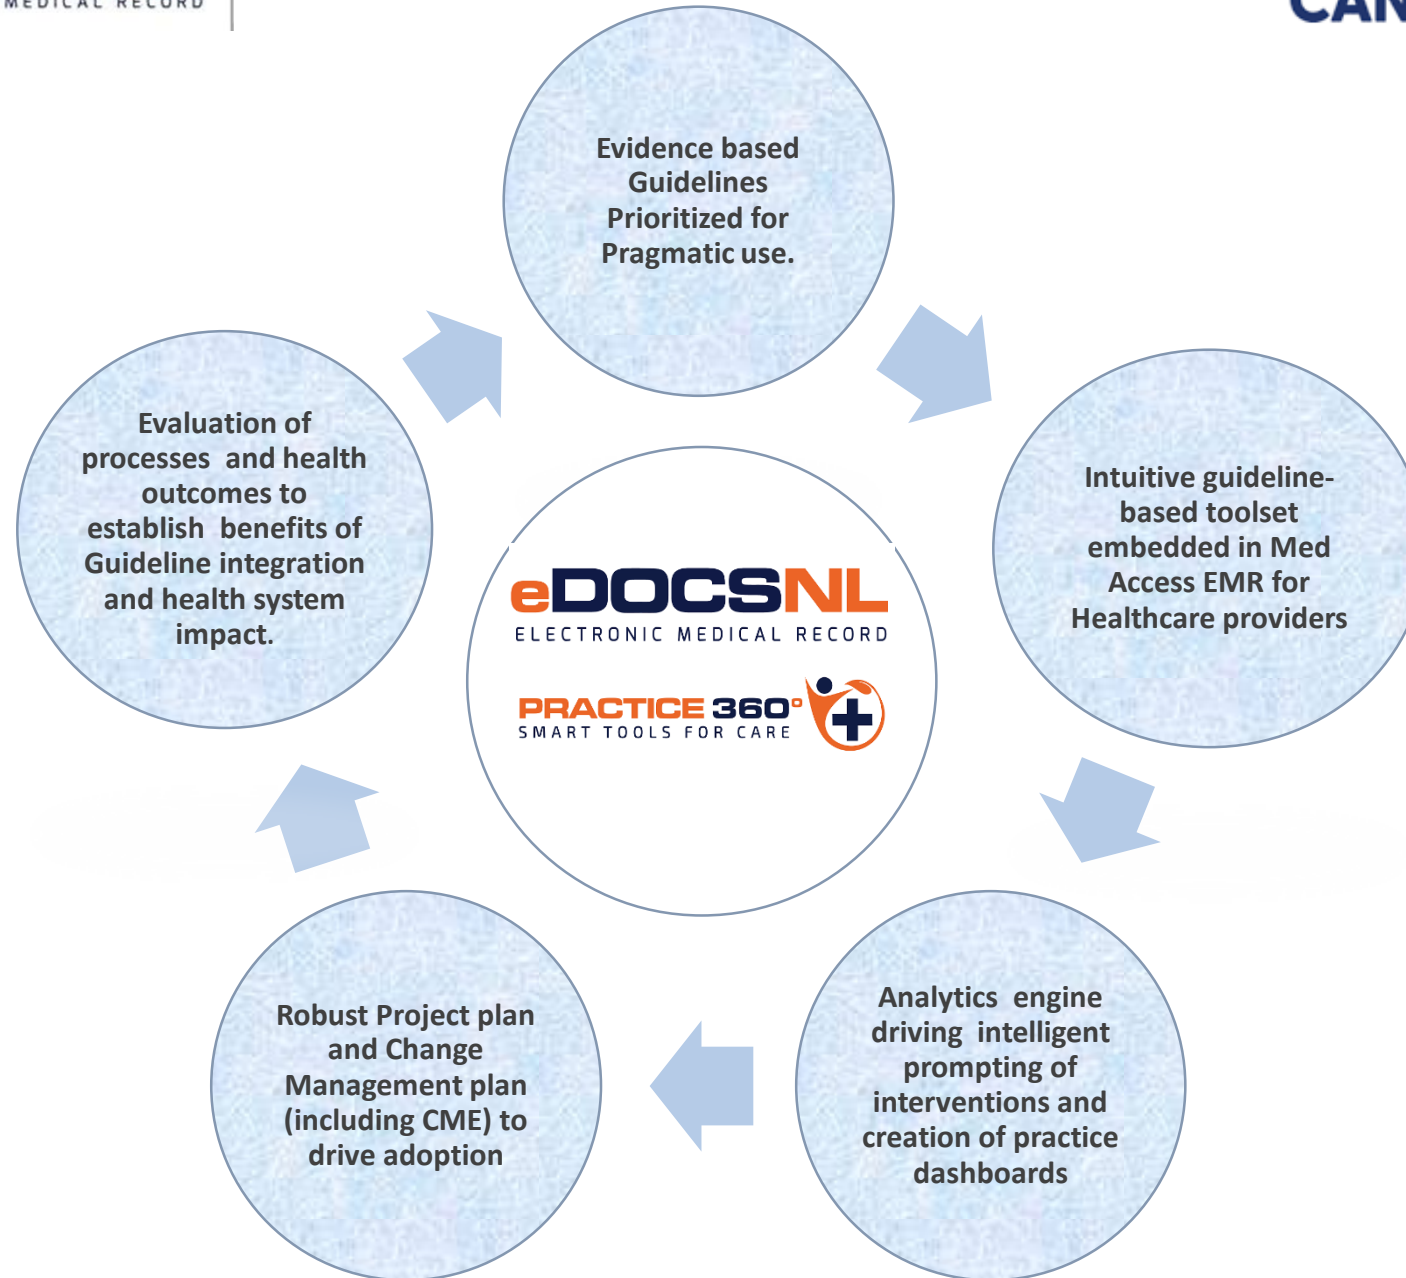 MEDICAL RECORD
CAN
Evidence based
Guidelines
Prioritized for
Pragmatic use.
Intuitive guideline-
based toolset
embedded in Med
Access EMR for
Healthcare providers
Analytics engine
driving intelligent
prompting of
interventions and
creation of practice
dashboards
Robust Project plan
and Change
Management plan
(including CME) to
drive adoption
Evaluation of
processes and health
outcomes to
establish benefits of
Guideline integration
and health system
impact.
eDOCSNL
ELECTRONIC MEDICAL RECORD
PRACTICE 360°
SMART TOOLS FOR CARE